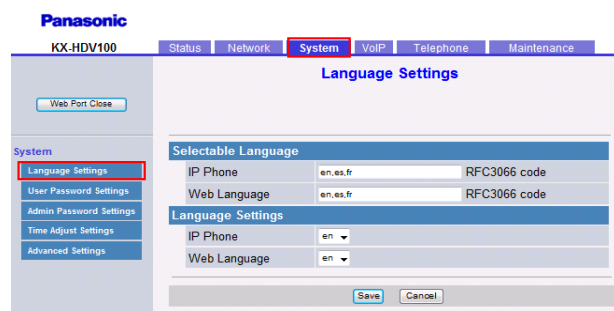 Panasonic
KX-HDV100
Status Network System VoIP Telephone Maintenance
Web Port Close
Language Settings
System
Language Settings
User Password Settings
Admin Password Settings
Time Adjust Settings
Advanced Settings
Selectable Language
IP Phone en,es,fr RFC3066 code
Web Language en,es,fr RFC3066 code
Language Settings
IP Phone en
Web Language en
Save Cancel